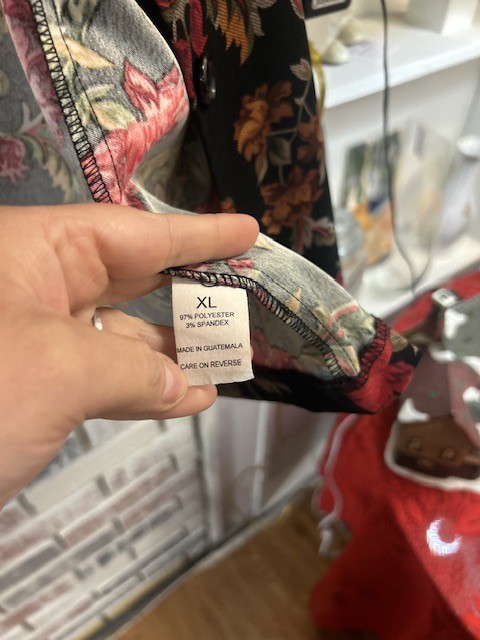 XL
97% POLYESTER
3% SPANDEX
MADE IN GUATEMALA
CARE ON REVERSE